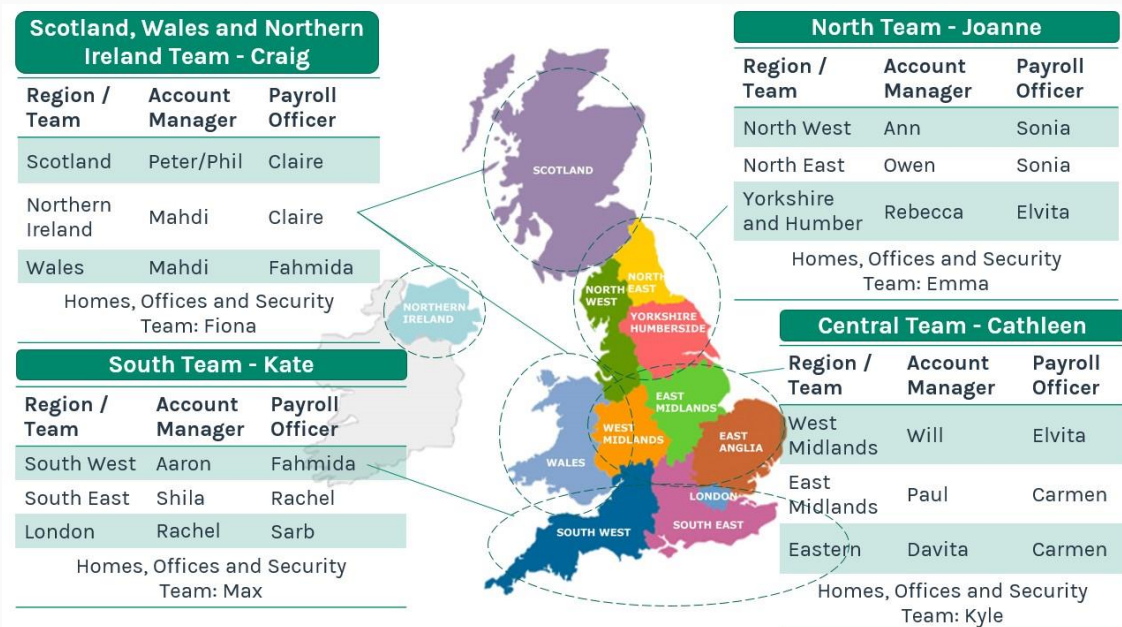 Scotland, Wales and Northern
Ireland Team - Craig
Region / Team Account Manager Payroll Officer
Scotland Peter/Phil Claire
Northern Ireland Mahdi Claire
Wales Mahdi Fahmida
Homes, Offices and Security
Team: Fiona
South Team - Kate
Region / Team Account Manager Payroll Officer
South West Aaron Fahmida
South East Shila Rachel
London Rachel Sarb
Homes, Offices and Security
Team: Max
SCOTLAND
NORTHERN
IRELAND
NORTH
EAST
NORTH
WEST
YORKSHIRE
HUMBERSIDE
EAST
MIDLANDS
WEST
MIDLANDS
EAST
ANGLIA
WALES
LONDON
SOUTH WEST
SOUTH EAST
North Team - Joanne
Region / Team Account Manager Payroll Officer
North West Ann Sonia
North East Owen Sonia
Yorkshire and Humber Rebecca Elvita
Homes, Offices and Security
Team: Emma
Central Team - Cathleen
Region / Team Account Manager Payroll Officer
West Midlands Will Elvita
East Midlands Paul Carmen
Eastern Davita Carmen
Homes, Offices and Security
Team: Kyle